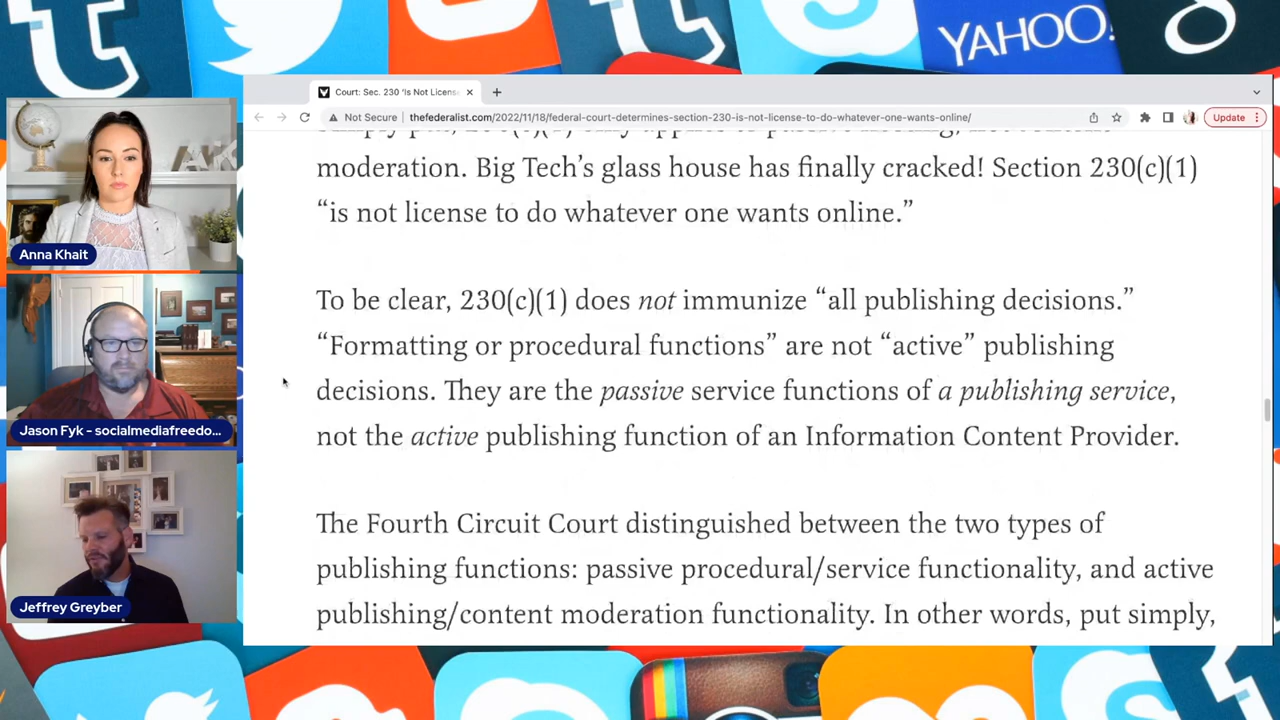 YAHOO!
Court: Sec. 230 'Is Not Licens
Not Secure
thefederalist.com/2022/11/18/federal-court-determines-section-230-is-not-license-to-do-whatever-one-wants-online/
Update
moderation. Big Tech’s glass house has finally cracked! Section 230(c)(1)
“is not license to do whatever one wants online.”
To be clear, 230(c)(1) does not immunize “all publishing decisions.”
“Formatting or procedural functions” are not “active” publishing
decisions. They are the passive service functions of a publishing service,
not the active publishing function of an Information Content Provider.
The Fourth Circuit Court distinguished between the two types of
publishing functions: passive procedural/service functionality, and active
publishing/content moderation functionality. In other words, put simply,
AK
Anna Khait
Jason Fyk - socialmediafreedo...
Jeffrey Greyber